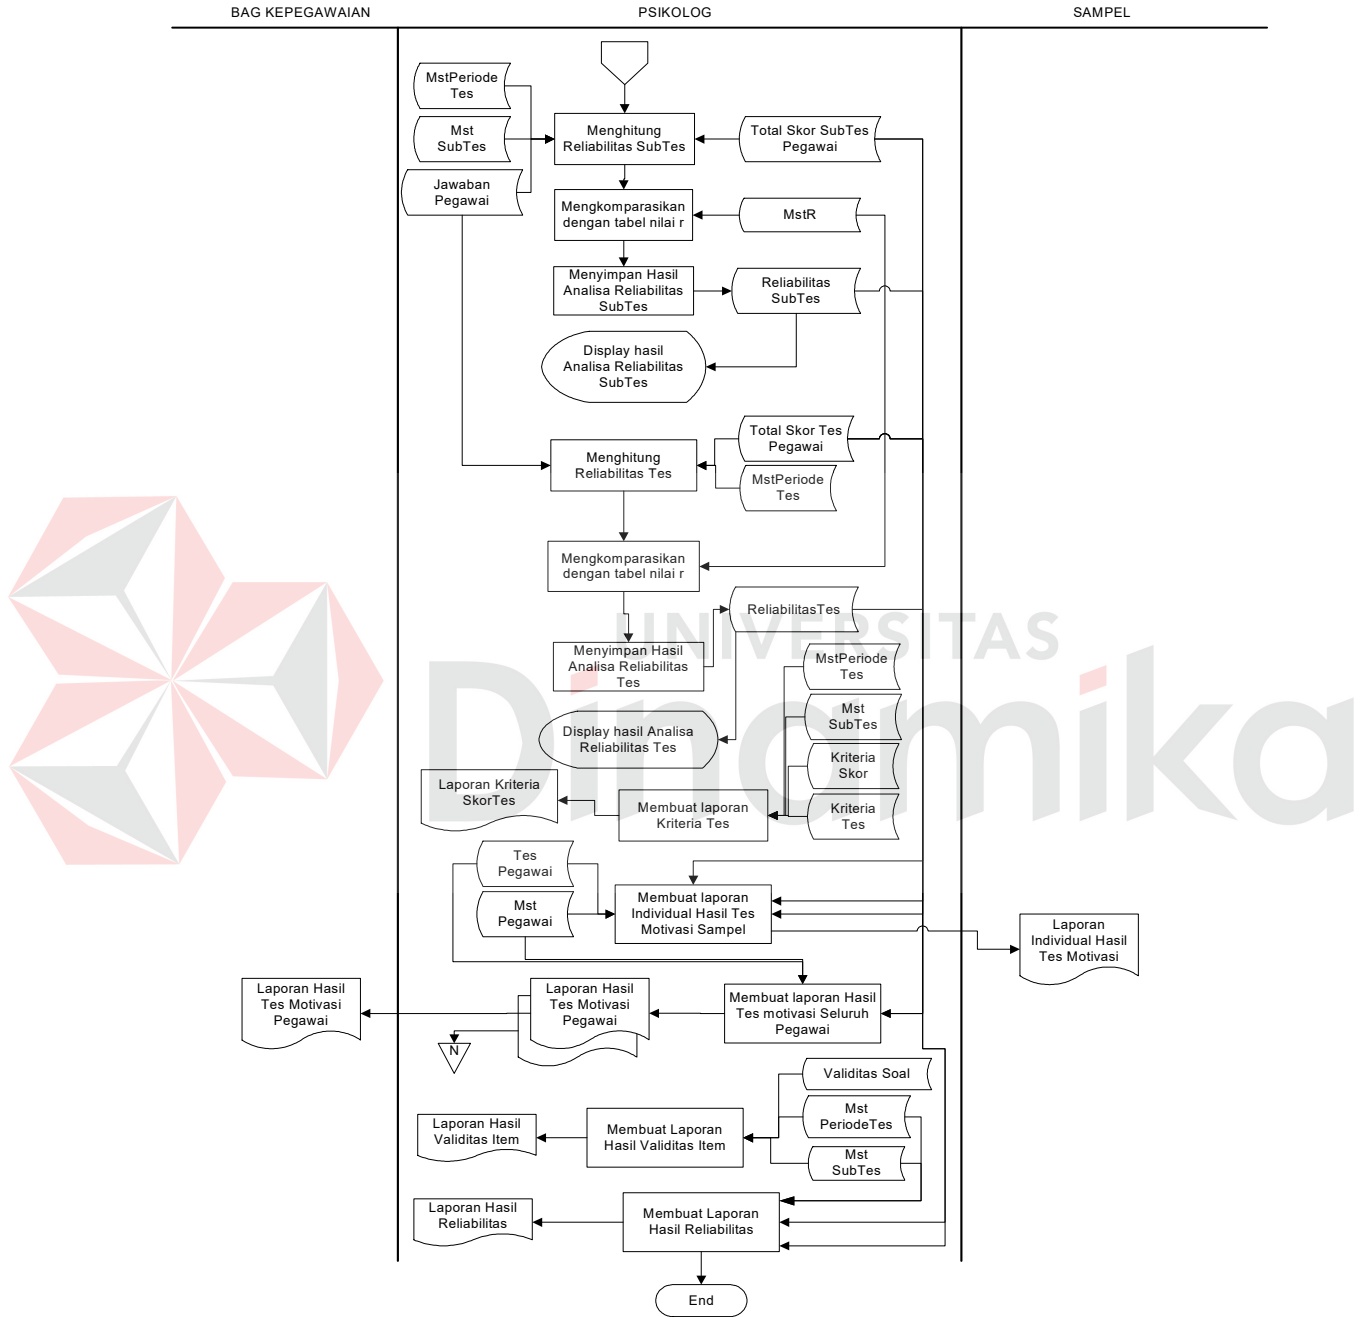 BAG KEPEGAWAIAN
PSIKOLOG
SAMPEL
MstPeriode
Tes
Mst
SubTes
Jawaban
Pegawai
Menghitung
Reliabilitas SubTes
Total Skor SubTes
Pegawai
Mengkomparasikan
dengan tabel nilai r
MstR
Menyimpan Hasil
Analisa Reliabilitas
SubTes
Reliabilitas
SubTes
Display hasil
Analisa Reliabilitas
SubTes
Menghitung
Reliabilitas Tes
Total Skor Tes
Pegawai
MstPeriode
Tes
Mengkomparasikan
dengan tabel nilai r
ReliabilitasTes
UNIVERSITAS
Dinamika
Menyimpan Hasil
Analisa Reliabilitas
Tes
MstPeriode
Tes
Mst
SubTes
Display hasil Analisa
Reliabilitas Tes
Kriteria
Skor
Laporan Kriteria
SkorTes
Membuat laporan
Kriteria Tes
Kriteria
Tes
Tes
Pegawai
Mst
Pegawai
Membuat laporan
Individual Hasil Tes
Motivasi Sampel
Laporan
Individual Hasil
Tes Motivasi
Laporan Hasil
Tes Motivasi
Pegawai
Laporan Hasil
Tes Motivasi
Pegawai
Membuat laporan Hasil
Tes motivasi Seluruh
Pegawai
N
Validitas Soal
Mst
PeriodeTes
Laporan Hasil
Validitas Item
Membuat Laporan
Hasil Validitas Item
Mst
SubTes
Laporan Hasil
Reliabilitas
Membuat Laporan
Hasil Reliabilitas
End